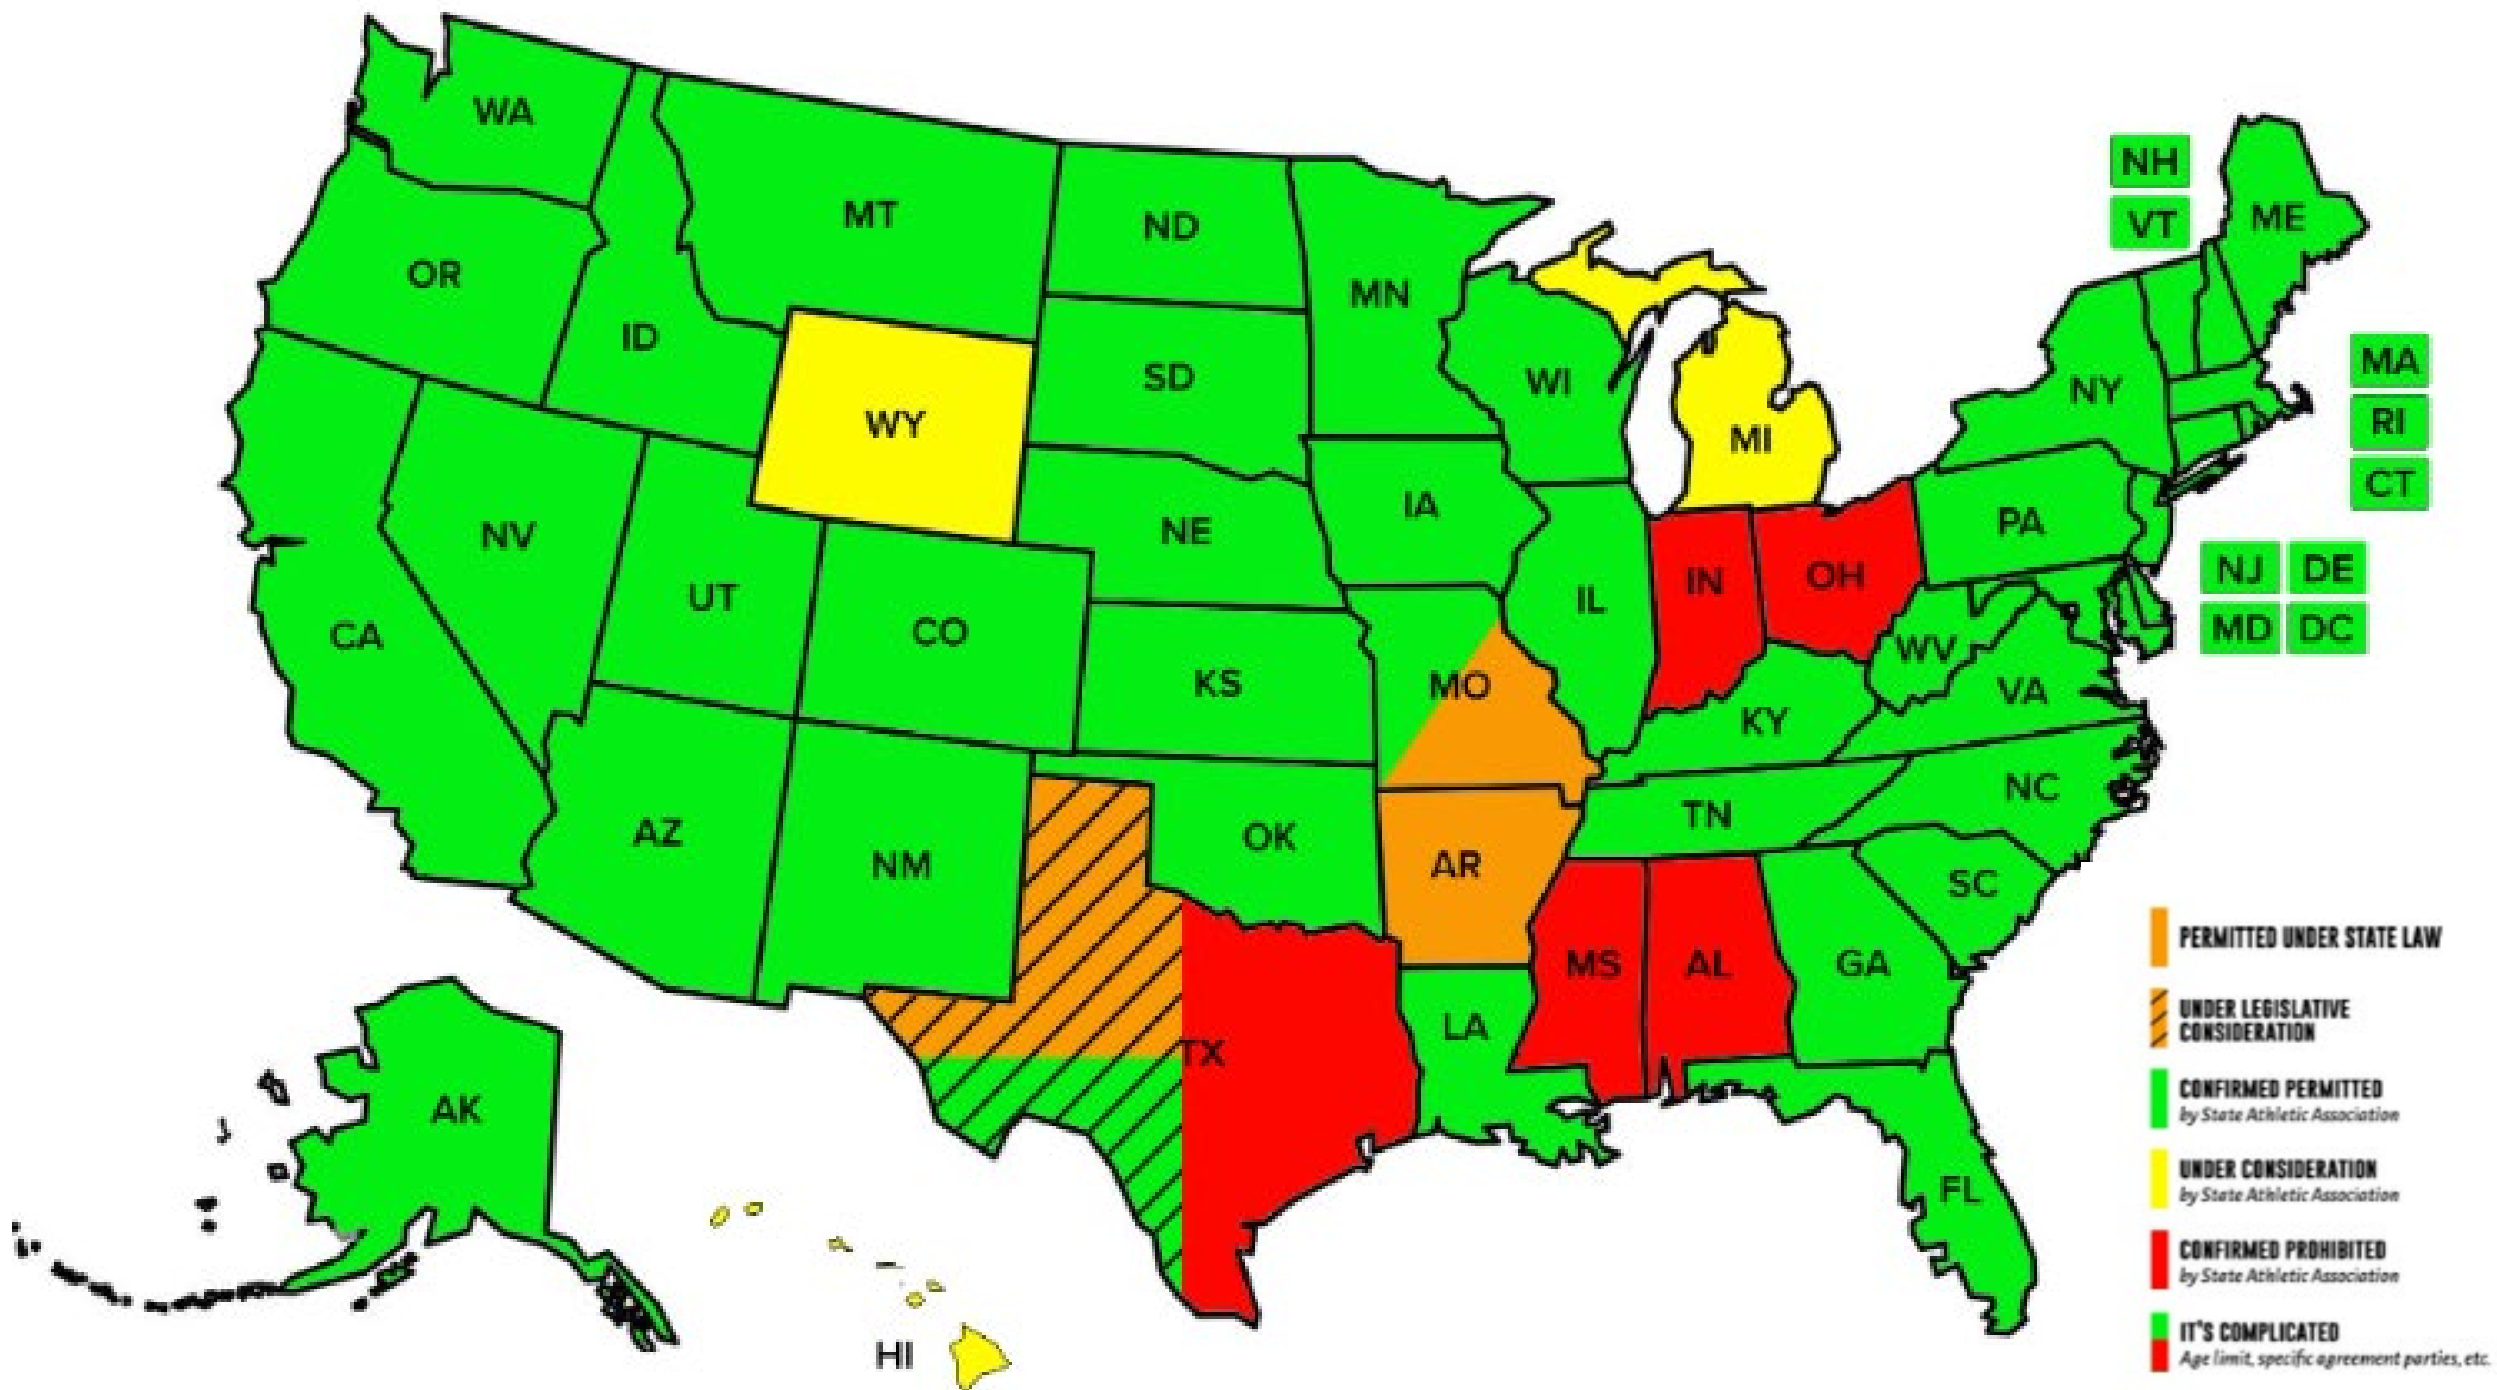 WA
MT
ND
MN
OR
ID
SD
WI
MI
WY
NH
VT
ME
NY
MA
RI
CT
IA
NE
NV
UT
CO
CA
IL
IN
OH
PA
NJ DE
MD DC
KS
MO
KY
WV
VA
AZ
NM
OK
AR
TN
NC
SC
MS
AL
GA
TX
LA
FL
AK
HI
PERMITTED UNDER STATE LAW
UNDER LEGISLATIVE
CONSIDERATION
CONFIRMED PERMITTED
by State Athletic Association
UNDER CONSIDERATION
by State Athletic Association
CONFIRMED PROHIBITED
by State Athletic Association
IT'S COMPLICATED
Age limit, specific agreement parties, etc.